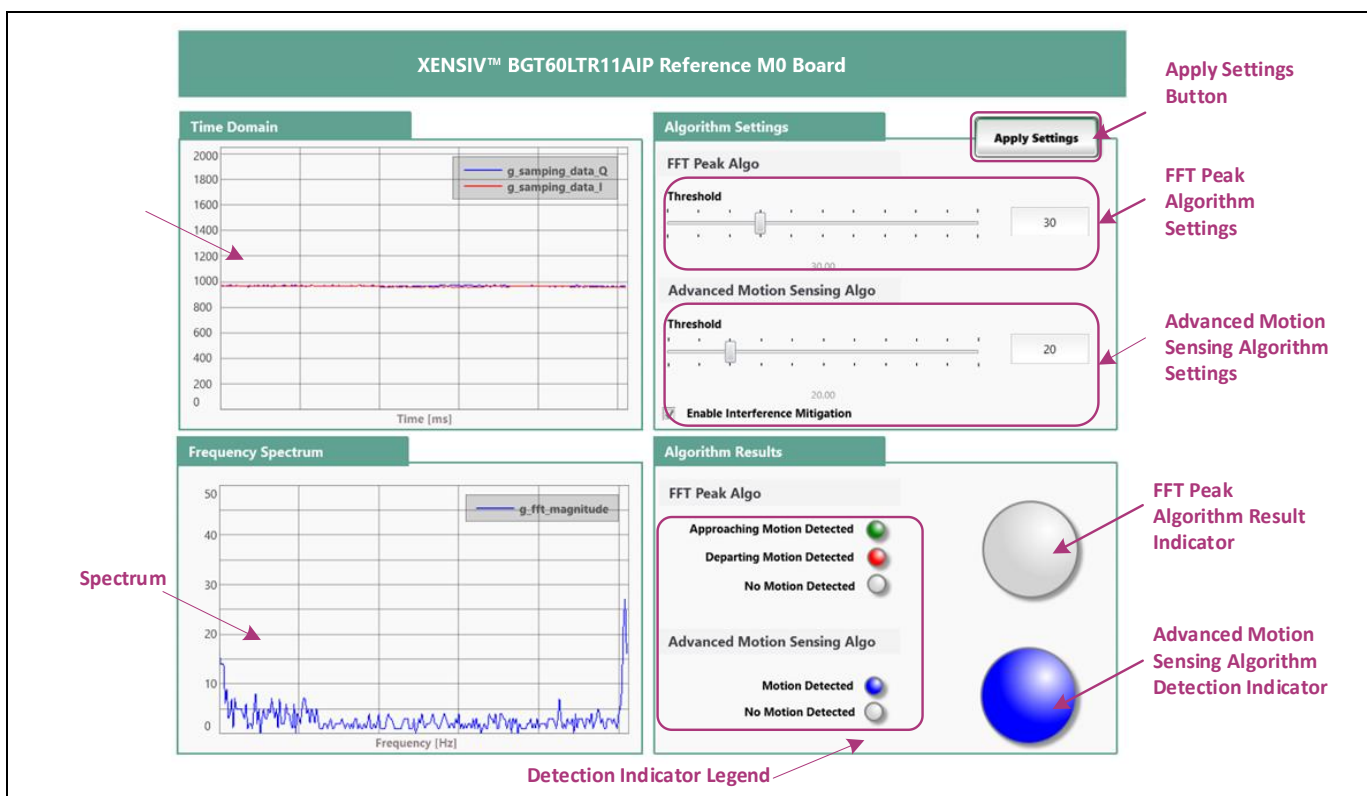 XENSIV™ BGT60LTR11AIP Reference M0 Board
Apply Settings
Button
Time Domain
2000
1800
1600
1400
1200
1000
800
600
400
200
0
g_samping_data_Q
g_samping_data_I
Time [ms]
Algorithm Settings
Apply Settings
FFT Peak Algo
Threshold
30
30.00
FFT Peak
Algorithm
Settings
Advanced Motion Sensing Algo
Threshold
20
20.00
Enable Interference Mitigation
Advanced Motion
Sensing Algorithm
Settings
Frequency Spectrum
50
40
30
20
10
0
g_fft_magnitude
Frequency [Hz]
Spectrum
Algorithm Results
FFT Peak Algo
Approaching Motion Detected
Departing Motion Detected
No Motion Detected
FFT Peak
Algorithm Result
Indicator
Advanced Motion Sensing Algo
Motion Detected
No Motion Detected
Advanced Motion
Sensing Algorithm
Detection Indicator
Detection Indicator Legend